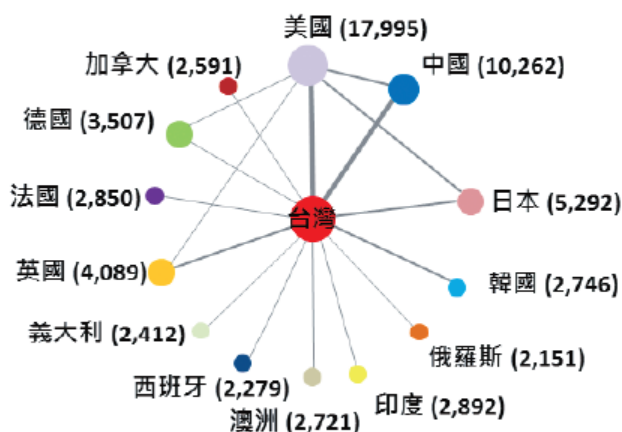 美國 (17,995)
加拿大 (2,591)
中國 (10,262)
德國 (3,507)
法國 (2,850)
日本 (5,292)
台灣
英國 (4,089)
韓國 (2,746)
義大利 (2,412)
俄羅斯 (2,151)
西班牙 (2,279)
印度 (2,892)
澳洲 (2,721)